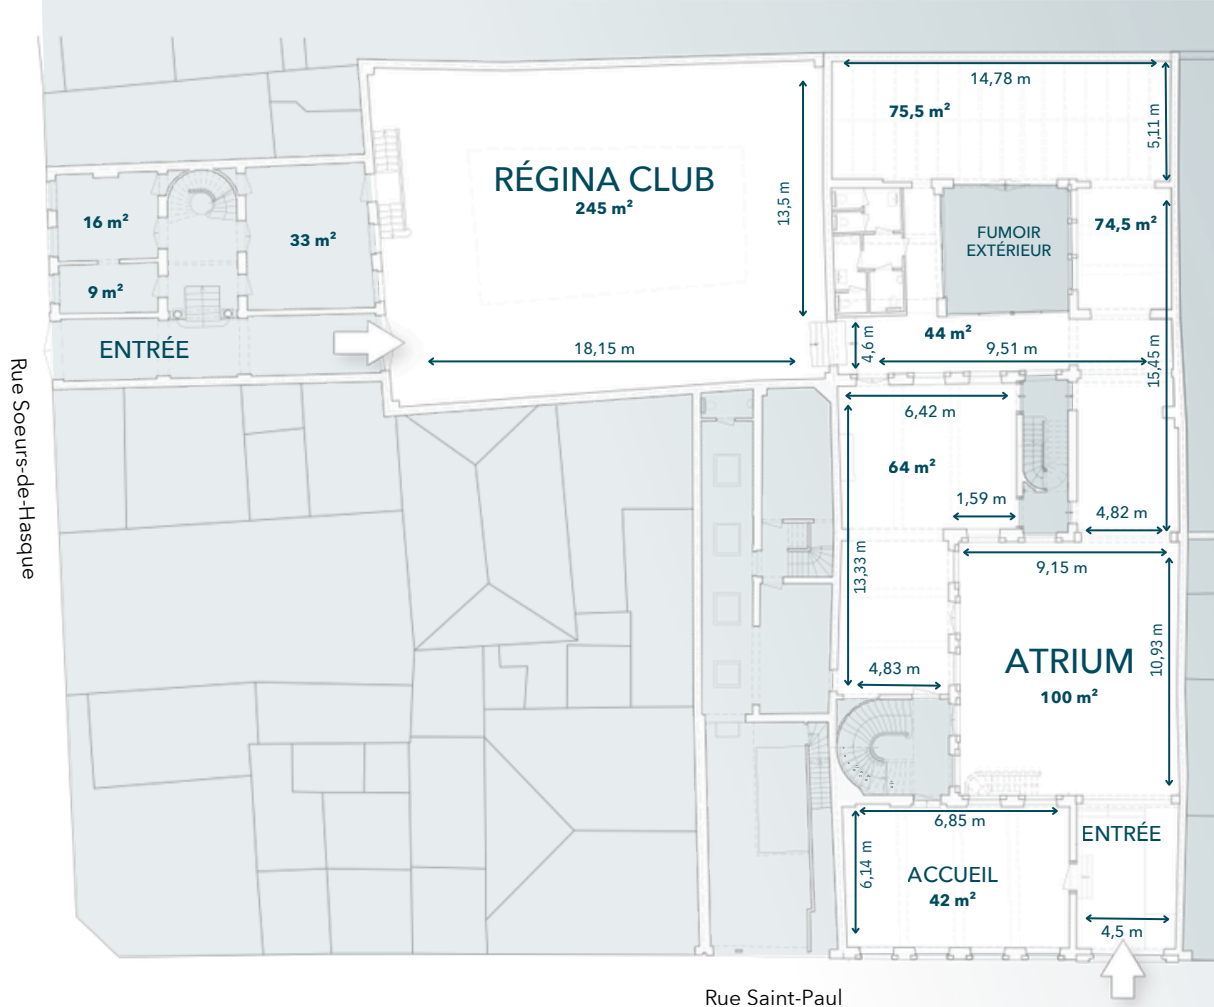 14,78 m
75,5 m²
5,11 m
RÉGINA CLUB
245 m²
13,5 m
16 m²
33 m²
9 m²
FUMOIR
EXTÉRIEUR
74,5 m²
ENTRÉE
18,15 m
4,6 m
44 m²
9,51 m
15,45 m
Rue Soeurs-de-Hasque
6,42 m
64 m²
1,59 m
4,82 m
13,33 m
9,15 m
10,93 m
ATRIUM
100 m²
4,83 m
6,85 m
ENTRÉE
6,14 m
ACCUEIL
42 m²
4,5 m
Rue Saint-Paul